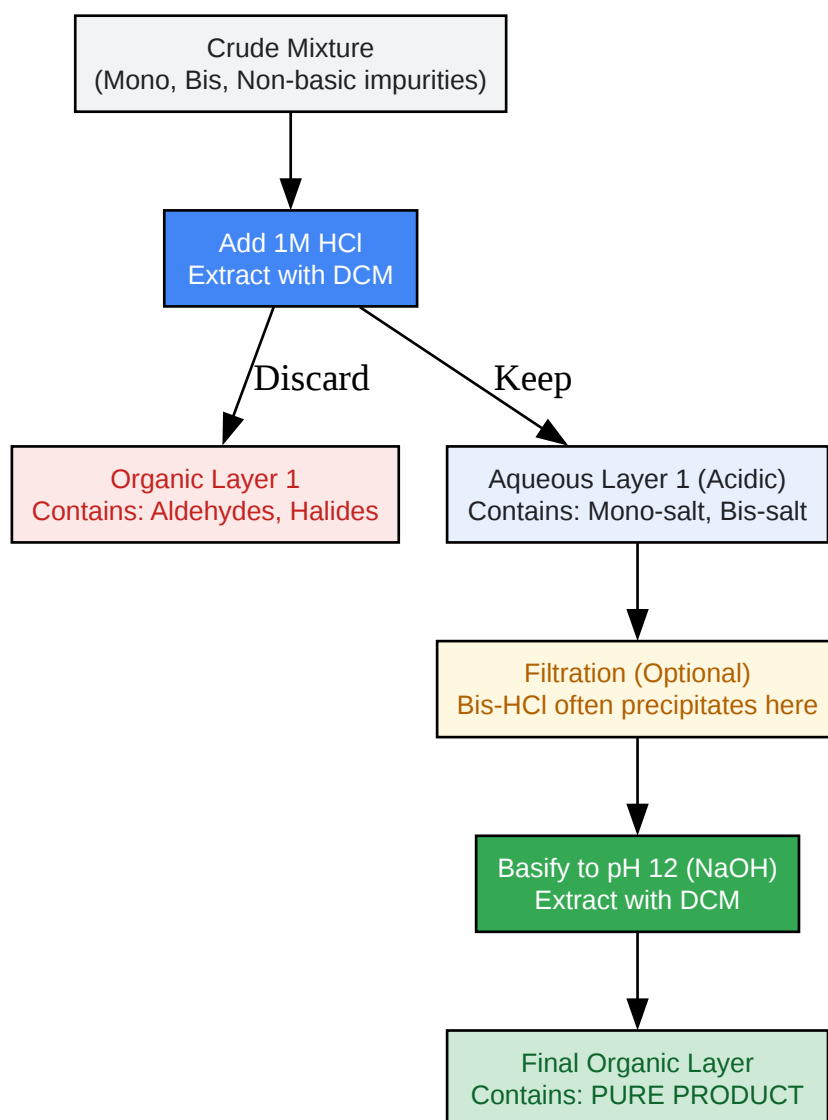 Crude Mixture
(Mono, Bis, Non-basic impurities)
Add 1M HCl
Extract with DCM
Discard
Keep
Organic Layer 1
Contains: Aldehydes, Halides
Aqueous Layer 1 (Acidic)
Contains: Mono-salt, Bis-salt
Filtration (Optional)
Bis-HCl often precipitates here
Basify to pH 12 (NaOH)
Extract with DCM
Final Organic Layer
Contains: PURE PRODUCT